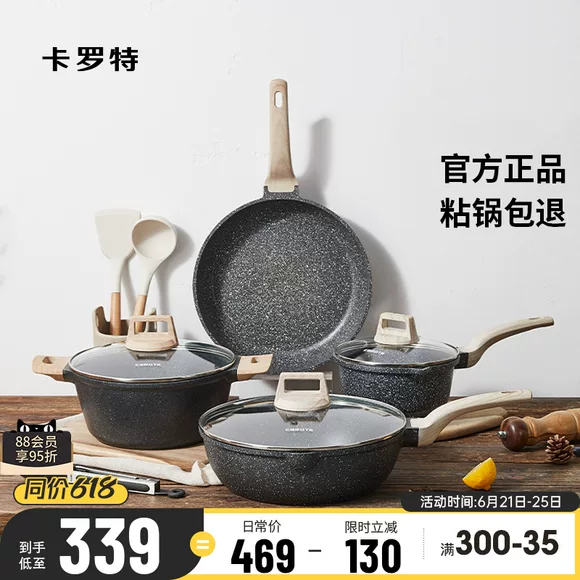 卡罗特
官方正品
粘锅包退
CAROTE
CAROTE
88会员
享95折
同价618
活动时间:6月21日-25日
到手
低至
339
=
日常价
469
-
限时立减
130
满300-35